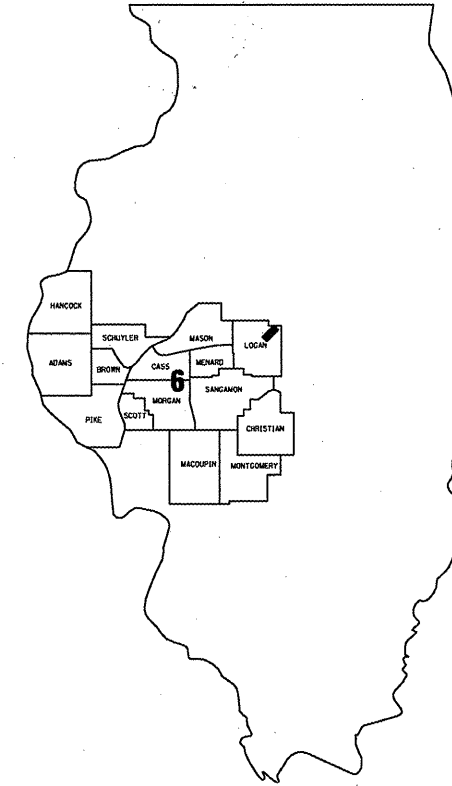 HANCOCK
SCHUYLER
MASON
LOGAN
ADAMS
BROWN
CASS
MENARD
6
SANGAMON
MORGAN
PIKE
SCOTT
CHRISTIAN
MACOUPIN
MONTGOMERY